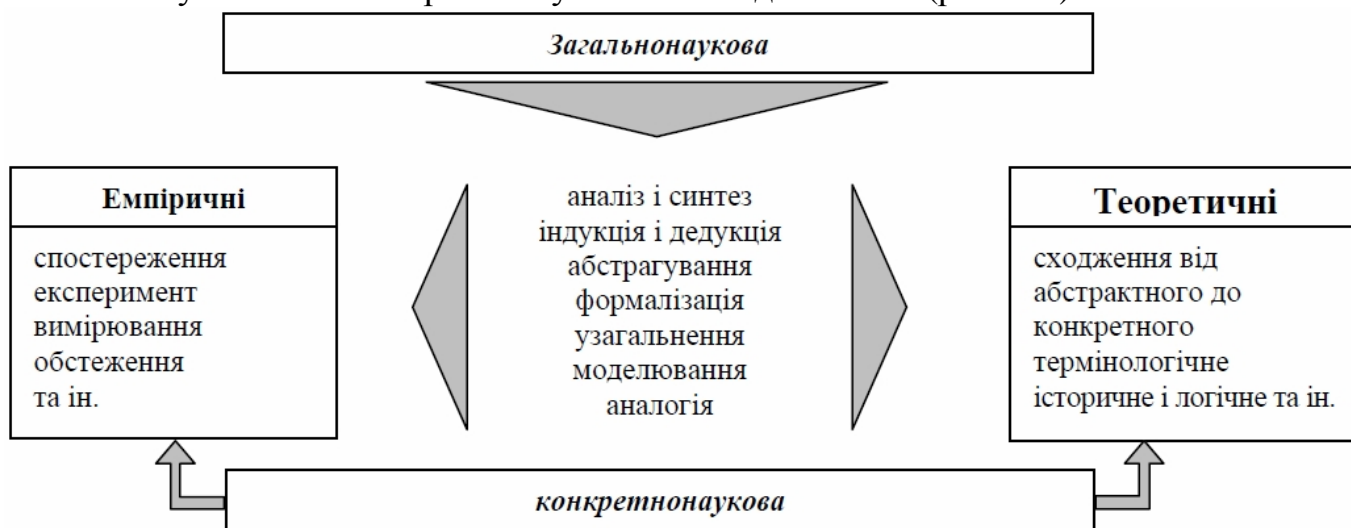 Загальнонаукова
Емпіричні
спостереження
експеримент
вимірювання
обстеження
та ін.
аналіз і синтез
індукція і дедукція
абстрагування
формалізація
узагальнення
моделювання
аналогія
Теоретичні
сходження від
абстрактного до
конкретного
термінологічне
історичне і логічне та ін.
конкретнонаукова